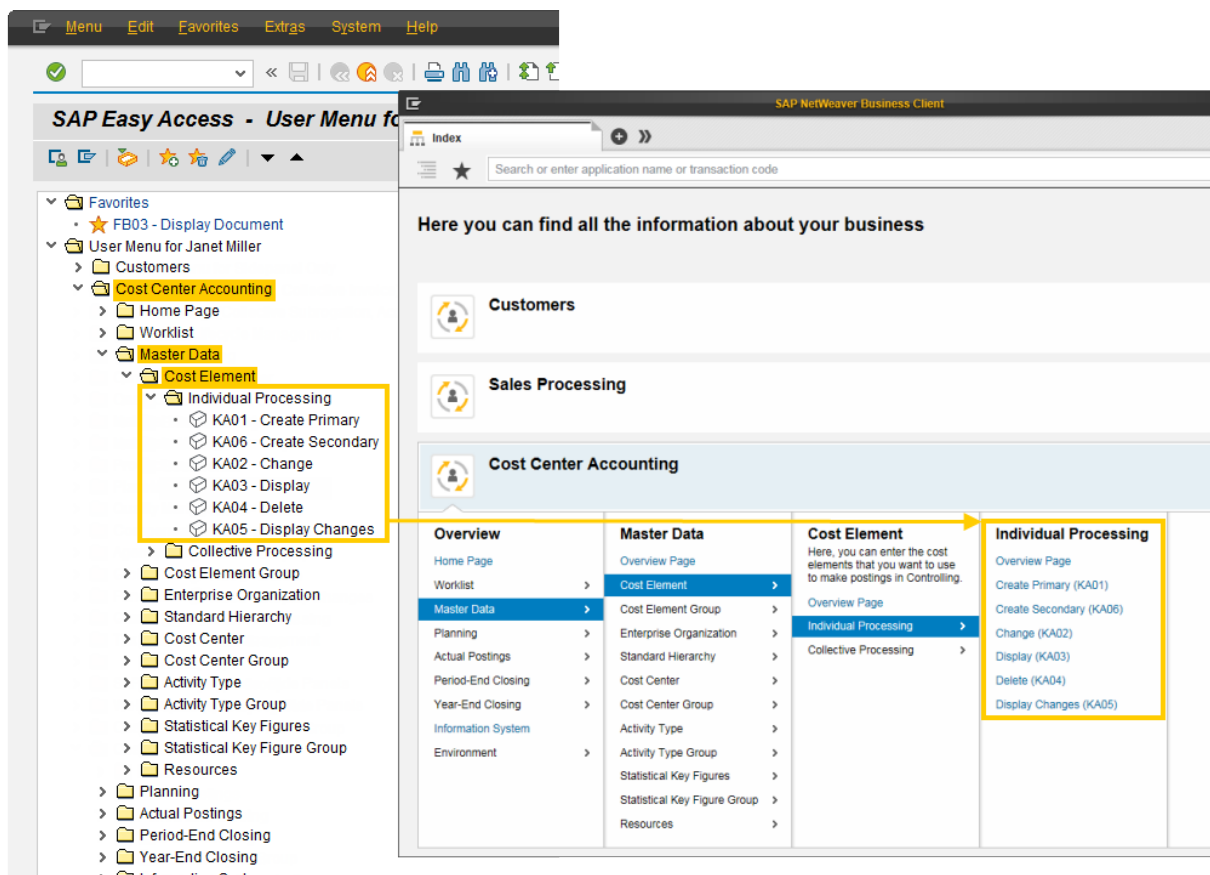 Menu Edit Favorites Extras System Help
SAP Easy Access - User Menu fo
Favorites
FB03 - Display Document
User Menu for Janet Miller
Customers
Cost Center Accounting
Home Page
Worklist
Master Data
Cost Element
Individual Processing
KA01 - Create Primary
KA06 - Create Secondary
KA02 - Change
KA03 - Display
KA04 - Delete
KA05 - Display Changes
Collective Processing
Cost Element Group
Enterprise Organization
Standard Hierarchy
Cost Center
Cost Center Group
Activity Type
Activity Type Group
Statistical Key Figures
Statistical Key Figure Group
Resources
Planning
Actual Postings
Period-End Closing
Year-End Closing
SAP NetWeaver Business Client
Index
Search or enter application name or transaction code
Here you can find all the information about your business
Customers
Sales Processing
Cost Center Accounting
Overview
Home Page
Worklist
Master Data
Planning
Actual Postings
Period-End Closing
Year-End Closing
Information System
Environment
Master Data
Overview Page
Cost Element
Cost Element Group
Enterprise Organization
Standard Hierarchy
Cost Center
Cost Center Group
Activity Type
Activity Type Group
Statistical Key Figures
Statistical Key Figure Group
Resources
Cost Element
Here, you can enter the cost
elements that you want to use
to make postings in Controlling.
Overview Page
Individual Processing
Collective Processing
Individual Processing
Overview Page
Create Primary (KA01)
Create Secondary (KA06)
Change (KA02)
Display (KA03)
Delete (KA04)
Display Changes (KA05)